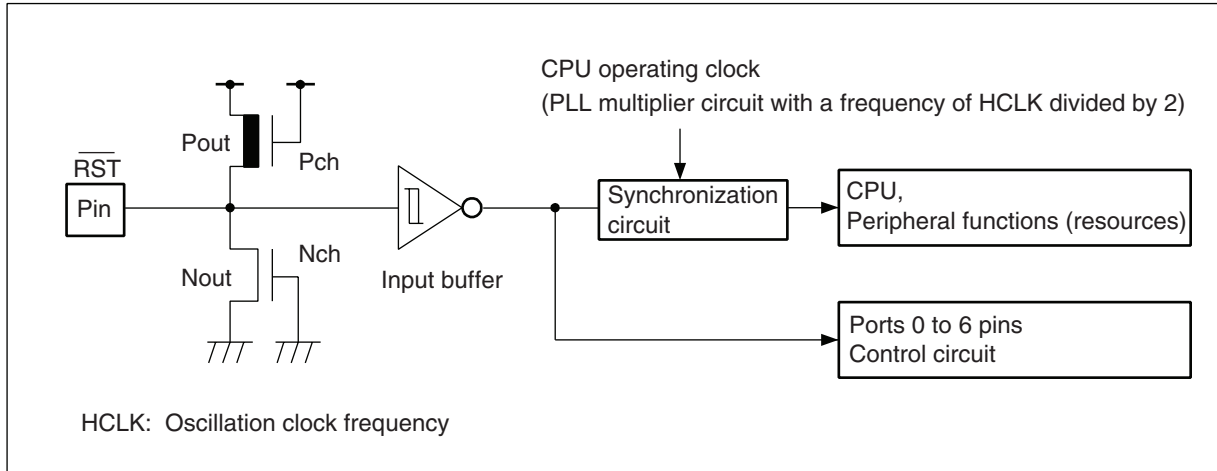 CPU operating clock
(PLL multiplier circuit with a frequency of HCLK divided by 2)
Pout
Pch
RST
Pin
Synchronization
circuit
CPU,
Peripheral functions (resources)
Nch
Nout
Input buffer
Ports 0 to 6 pins
Control circuit
HCLK: Oscillation clock frequency